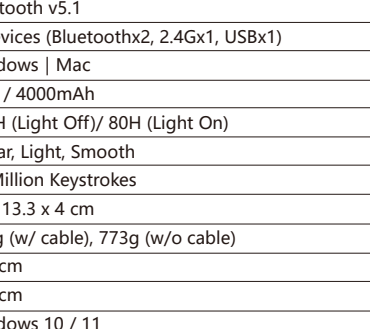 tooth v5.1
vices (Bluetoothx2, 2.4Gx1, USBx1)
dows | Mac
/ 4000mAh
H (Light Off)/ 80H (Light On)
ar, Light, Smooth
Million Keystrokes
13.3 x 4 cm
g (w/ cable), 773g (w/o cable)
cm
cm
dows 10 / 11